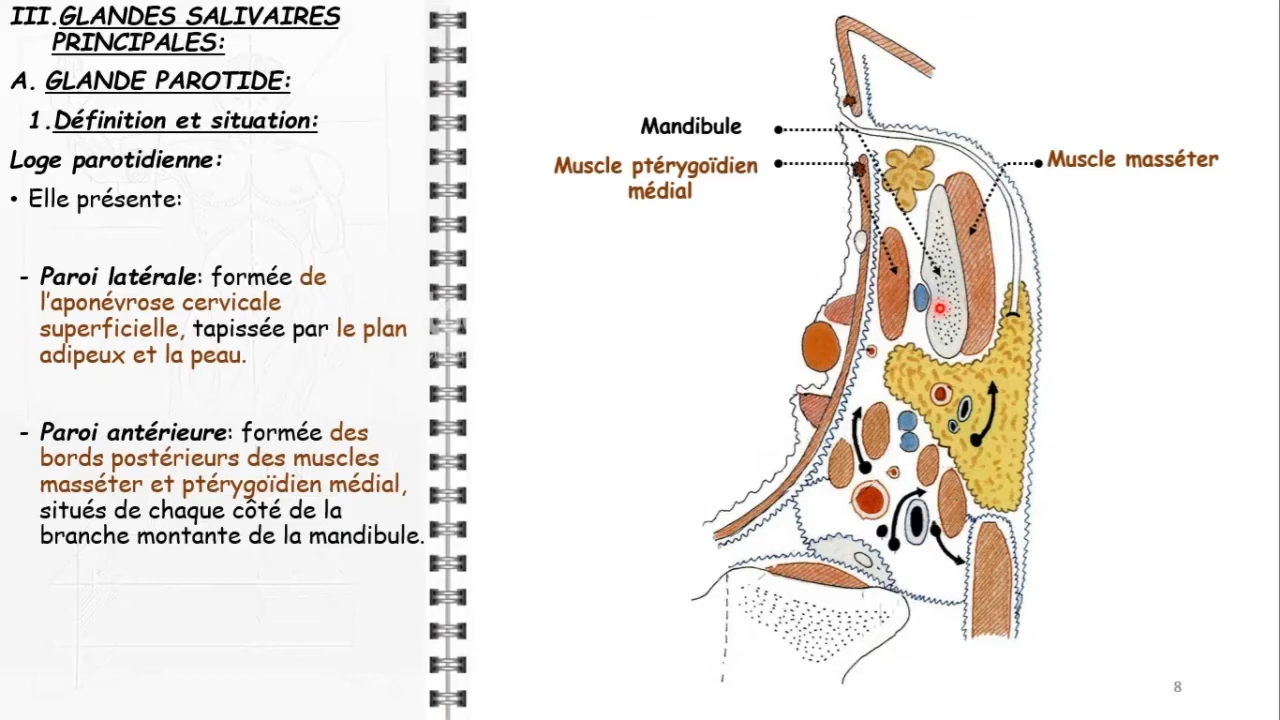 III.GLANDES SALIVAIRES
PRINCIPALES:
A. GLANDE PAROTIDE:
1.Définition et situation:
Loge parotidienne:
• Elle présente:
- Paroi latérale: formée de
l'aponévrose cervicale
superficielle, tapissée par le plan
adipeux et la peau.
- Paroi antérieure: formée des
bords postérieurs des muscles
masséter et ptérygoïdien médial,
situés de chaque côté de la
branche montante de la mandibule.
Mandibule
Muscle ptérygoïdien
médial
Muscle masséter
8